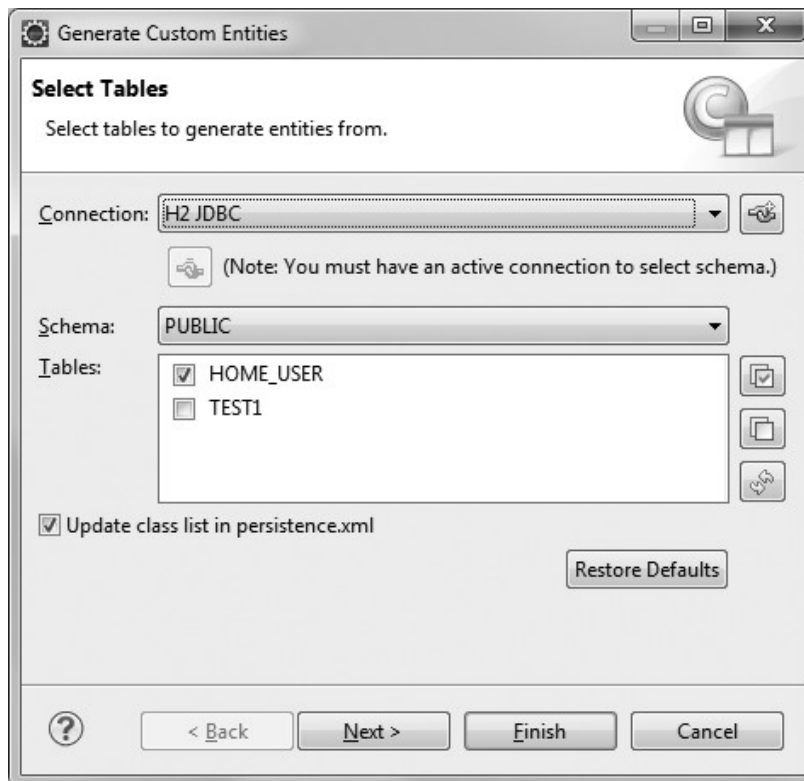 Generate Custom Entities
Select Tables
Select tables to generate entities from.
Connection: H2 JDBC
(Note: You must have an active connection to select schema.)
Schema: PUBLIC
Tables: HOME_USER
TEST1
Update class list in persistence.xml
Restore Defaults
? < Back Next > Finish Cancel